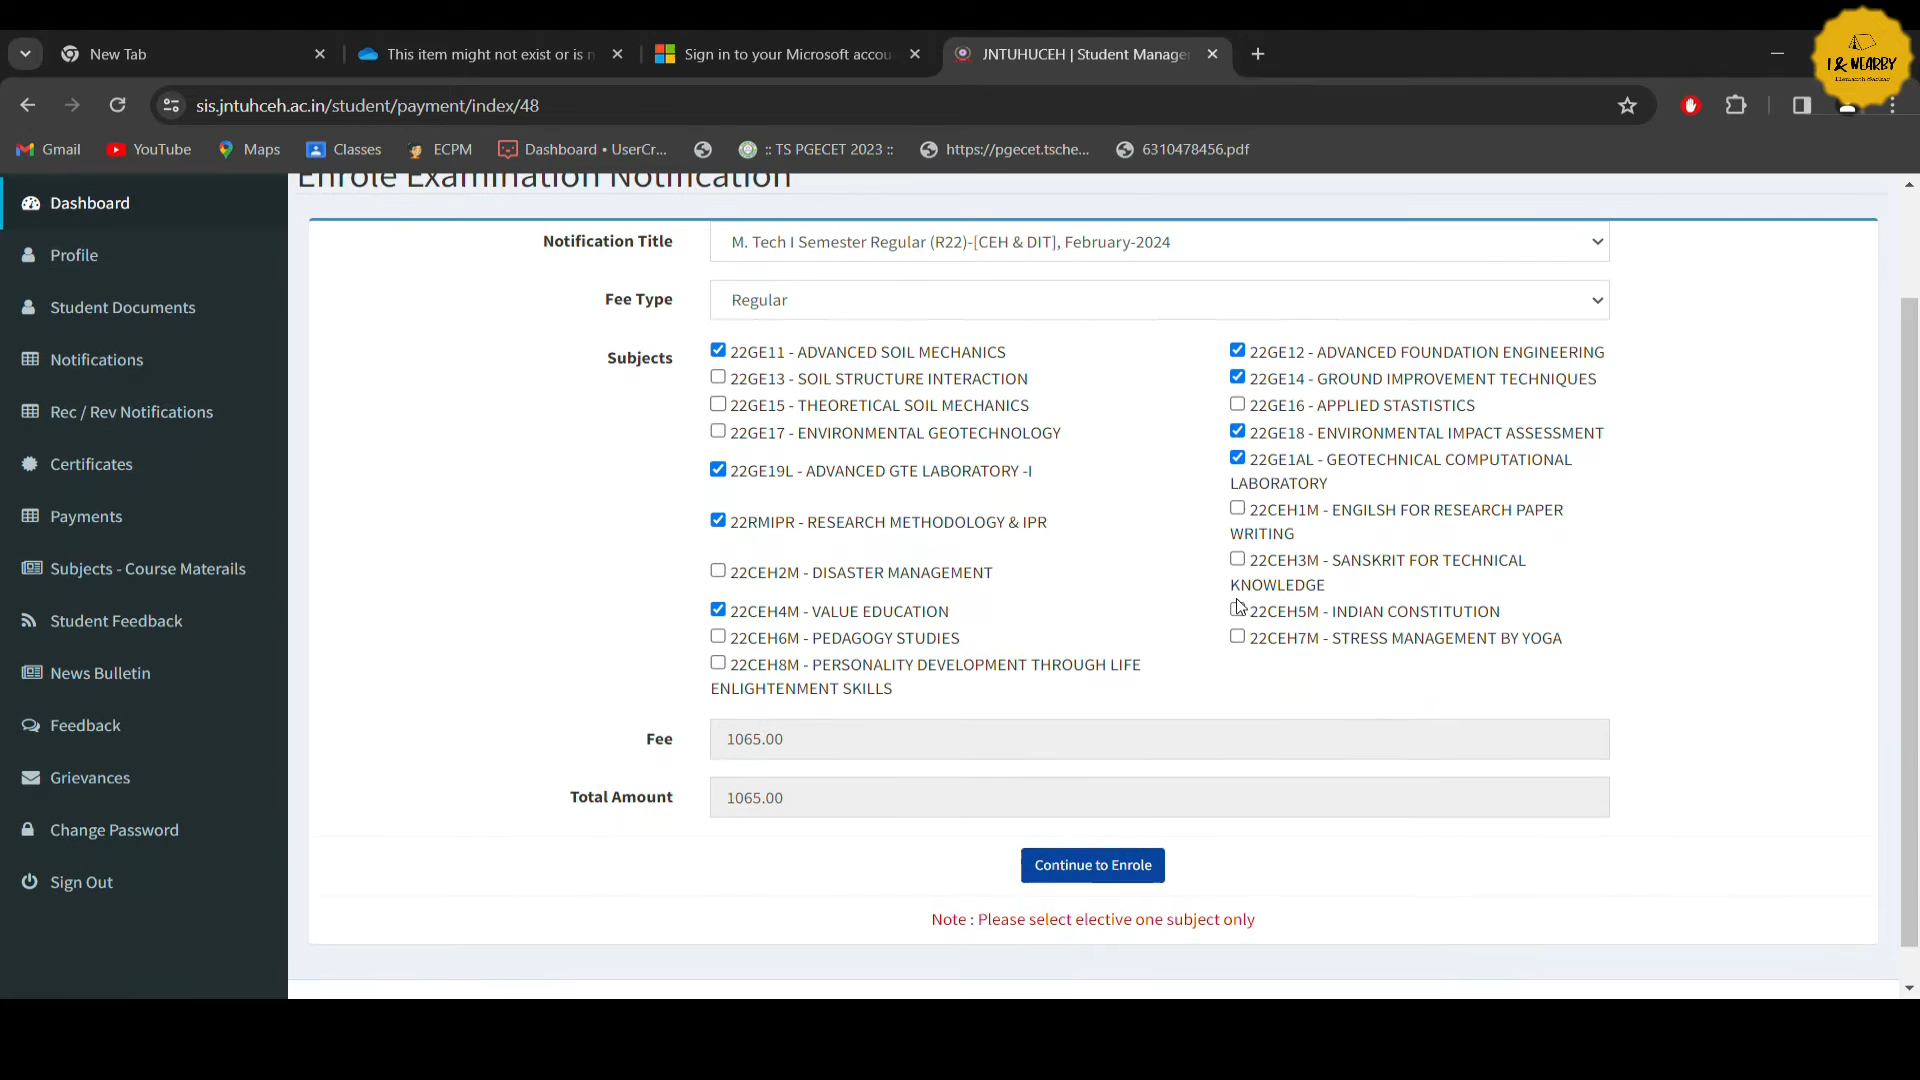 New Tab
This item might not exist or is n
Sign in to your Microsoft accou
JNTUHUCEH | Student Manage
I & NEARBY
sis.jntuhceh.ac.in/student/payment/index/48
Gmail
YouTube
Maps
Classes
ECPM
Dashboard • UserCr...
:: TS PGECET 2023 ::
https://pgecet.tsche...
6310478456.pdf
Enrole Examination Notification
Dashboard
Profile
Student Documents
Notifications
Rec / Rev Notifications
Certificates
Payments
Subjects - Course Materails
Student Feedback
News Bulletin
Feedback
Grievances
Change Password
Sign Out
Notification Title
M. Tech I Semester Regular (R22)-[CEH & DIT], February-2024
Fee Type
Regular
Subjects
22GE11 - ADVANCED SOIL MECHANICS
22GE12 - ADVANCED FOUNDATION ENGINEERING
22GE13 - SOIL STRUCTURE INTERACTION
22GE14 - GROUND IMPROVEMENT TECHNIQUES
22GE15 - THEORETICAL SOIL MECHANICS
22GE16 - APPLIED STASTISTICS
22GE17 - ENVIRONMENTAL GEOTECHNOLOGY
22GE18 - ENVIRONMENTAL IMPACT ASSESSMENT
22GE19L - ADVANCED GTE LABORATORY -I
22GE1AL - GEOTECHNICAL COMPUTATIONAL
LABORATORY
22RMIPR - RESEARCH METHODOLOGY & IPR
22CEH1M - ENGILSH FOR RESEARCH PAPER
WRITING
22CEH2M - DISASTER MANAGEMENT
22CEH3M - SANSKRIT FOR TECHNICAL
KNOWLEDGE
22CEH4M - VALUE EDUCATION
22CEH5M - INDIAN CONSTITUTION
22CEH6M - PEDAGOGY STUDIES
22CEH7M - STRESS MANAGEMENT BY YOGA
22CEH8M - PERSONALITY DEVELOPMENT THROUGH LIFE
ENLIGHTENMENT SKILLS
Fee
1065.00
Total Amount
1065.00
Continue to Enrole
Note : Please select elective one subject only